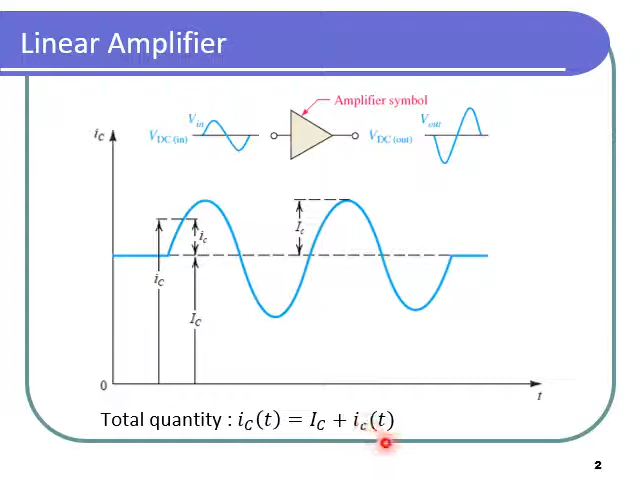 Linear Amplifier
Amplifier symbol
V_in
V_out
i_C
V_DC (in)
V_DC (out)
I_c
i_c
i_C
I_C
0
t
Total quantity : i_C(t) = I_C + i_c(t)
2